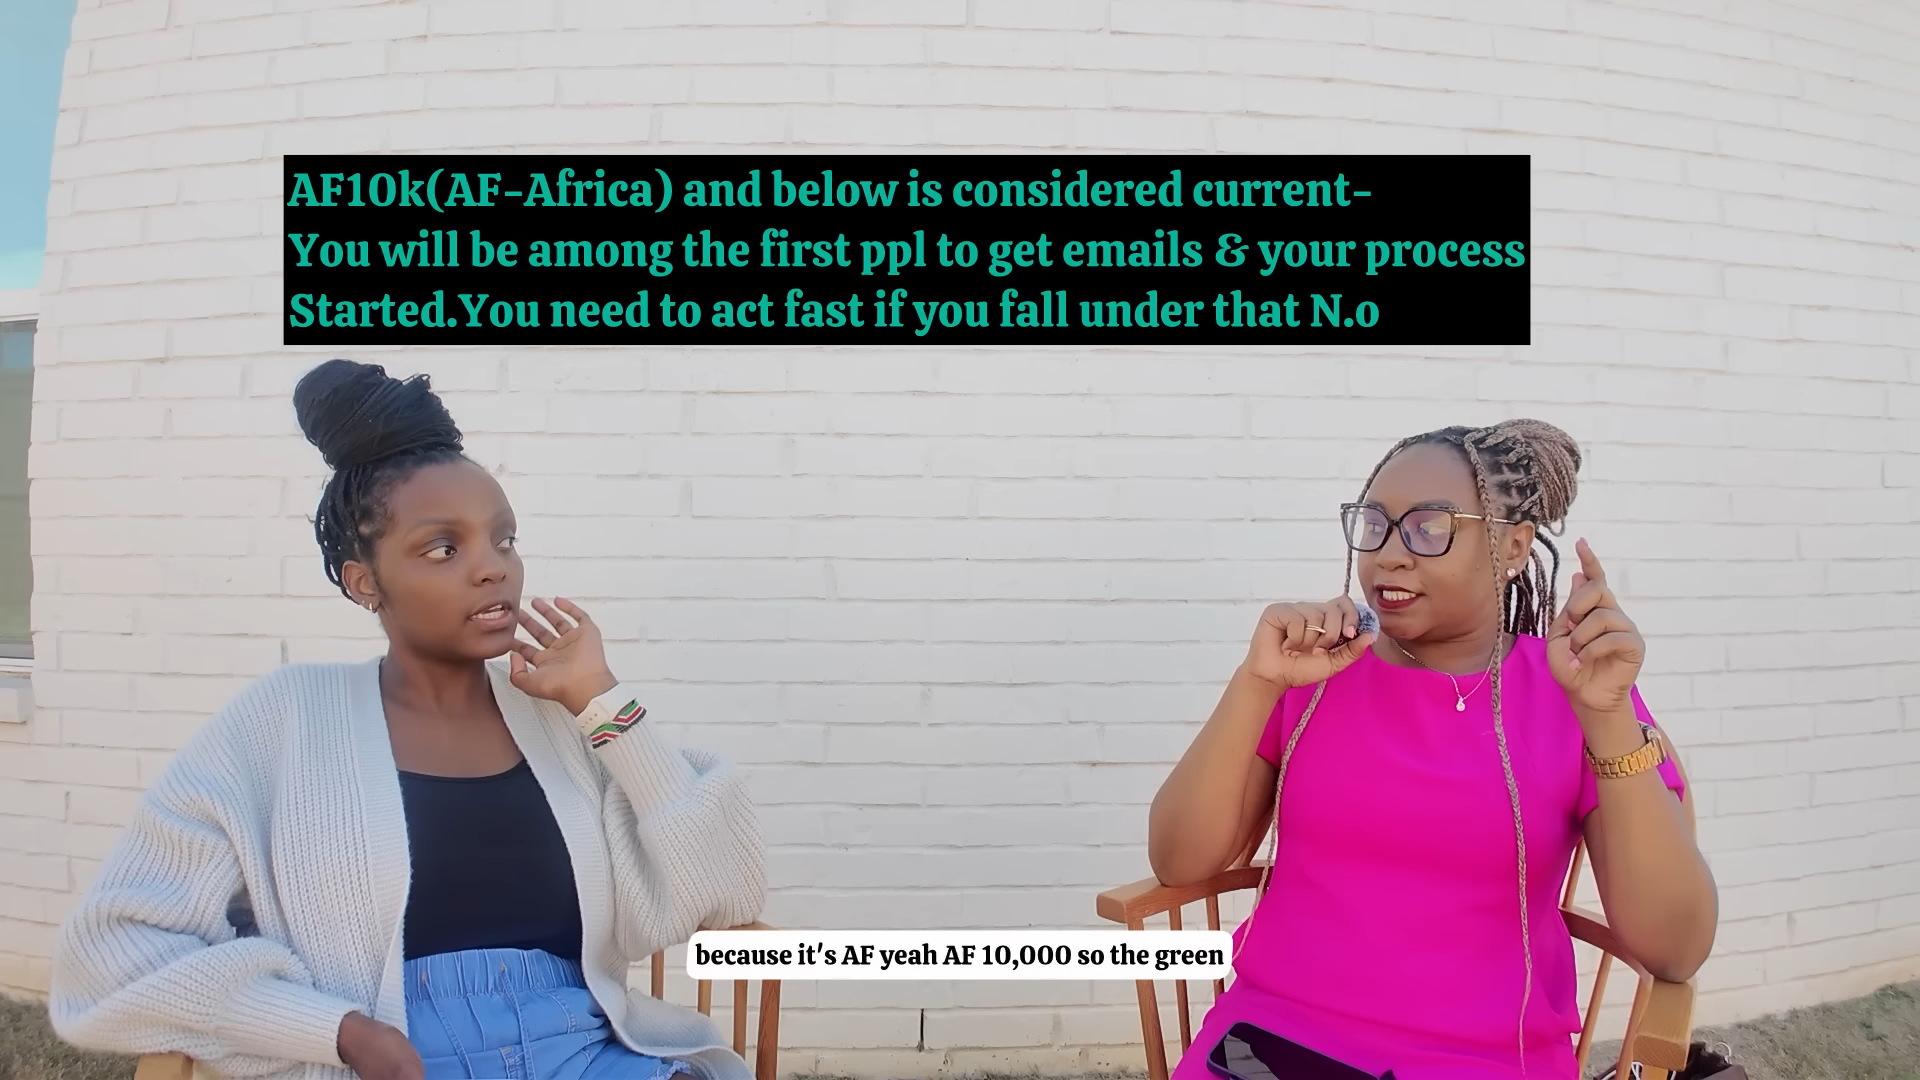 AF10k(AF-Africa) and below is considered current-
You will be among the first ppl to get emails & your process
Started.You need to act fast if you fall under that N.o
because it's AF yeah AF 10,000 so the green